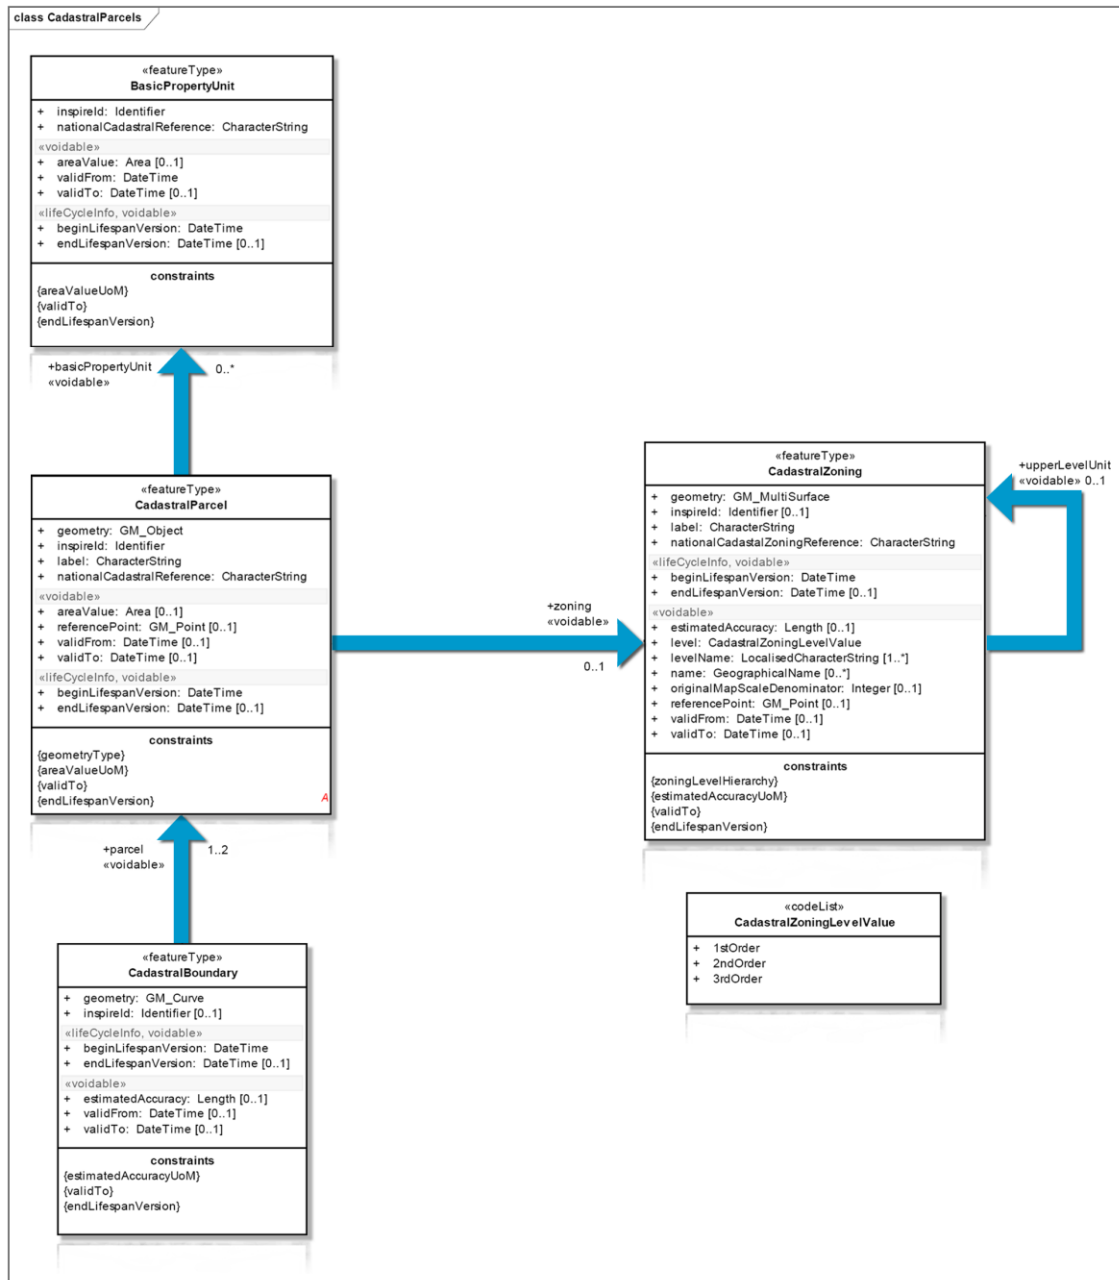 class CadastralParcels
«featureType»
BasicPropertyUnit
+ inspireId: Identifier
+ nationalCadastralReference: CharacterString
«voidable»
+ areaValue: Area [0..1]
+ validFrom: DateTime
+ validTo: DateTime [0..1]
«lifeCycleInfo, voidable»
+ beginLifespanVersion: DateTime
+ endLifespanVersion: DateTime [0..1]
constraints
{areaValueUoM}
{validTo}
{endLifespanVersion}
+basicPropertyUnit
«voidable»
0..*
«featureType»
CadastralParcel
+ geometry: GM_Object
+ inspireId: Identifier
+ label: CharacterString
+ nationalCadastralReference: CharacterString
«voidable»
+ areaValue: Area [0..1]
+ referencePoint: GM_Point [0..1]
+ validFrom: DateTime [0..1]
+ validTo: DateTime [0..1]
«lifeCycleInfo, voidable»
+ beginLifespanVersion: DateTime
+ endLifespanVersion: DateTime [0..1]
constraints
{geometryType}
{areaValueUoM}
{validTo}
{endLifespanVersion}
A
+zoning
«voidable»
0..1
«featureType»
CadastralZoning
+ geometry: GM_MultiSurface
+ inspireId: Identifier [0..1]
+ label: CharacterString
+ nationalCadastalZoningReference: CharacterString
«lifeCycleInfo, voidable»
+ beginLifespanVersion: DateTime
+ endLifespanVersion: DateTime [0..1]
«voidable»
+ estimatedAccuracy: Length [0..1]
+ level: CadastralZoningLevelValue
+ levelName: LocalisedCharacterString [1..*]
+ name: GeographicalName [0..*]
+ originalMapScaleDenominator: Integer [0..1]
+ referencePoint: GM_Point [0..1]
+ validFrom: DateTime [0..1]
+ validTo: DateTime [0..1]
constraints
{zoningLevelHierarchy}
{estimatedAccuracyUoM}
{validTo}
{endLifespanVersion}
+upperLevelUnit
«voidable» 0..1
+parcel
«voidable»
1..2
«featureType»
CadastralBoundary
+ geometry: GM_Curve
+ inspireId: Identifier [0..1]
«lifeCycleInfo, voidable»
+ beginLifespanVersion: DateTime
+ endLifespanVersion: DateTime [0..1]
«voidable»
+ estimatedAccuracy: Length [0..1]
+ validFrom: DateTime [0..1]
+ validTo: DateTime [0..1]
constraints
{estimatedAccuracyUoM}
{validTo}
{endLifespanVersion}
«codeList»
CadastralZoningLevelValue
+ 1stOrder
+ 2ndOrder
+ 3rdOrder